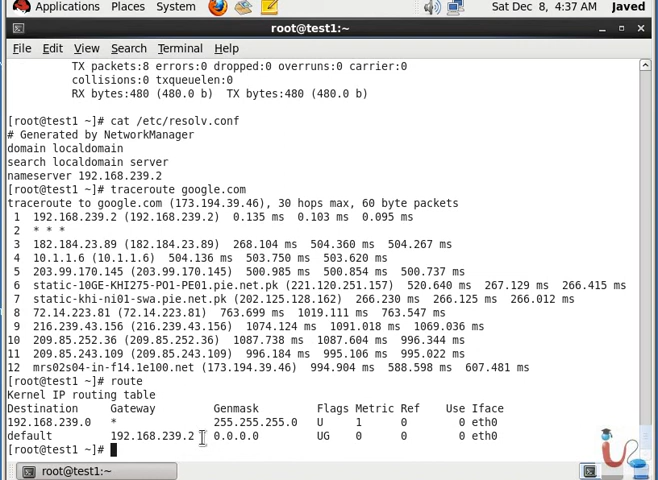 Applications Places System Sat Dec 8, 4:37 AM Javed
root@test1:~
File Edit View Search Terminal Help
TX packets:8 errors:0 dropped:0 overruns:0 carrier:0
collisions:0 txqueuelen:0
RX bytes:480 (480.0 b) TX bytes:480 (480.0 b)
[root@test1 ~]# cat /etc/resolv.conf
# Generated by NetworkManager
domain localdomain
search localdomain server
nameserver 192.168.239.2
[root@test1 ~]# traceroute google.com
traceroute to google.com (173.194.39.46), 30 hops max, 60 byte packets
1 192.168.239.2 (192.168.239.2) 0.135 ms 0.103 ms 0.095 ms
2 * * *
3 182.184.23.89 (182.184.23.89) 268.104 ms 504.360 ms 504.267 ms
4 10.1.1.6 (10.1.1.6) 504.136 ms 503.750 ms 503.620 ms
5 203.99.170.145 (203.99.170.145) 500.985 ms 500.854 ms 500.737 ms
6 static-10GE-KHI275-PO1-PE01.pie.net.pk (221.120.251.157) 520.640 ms 267.129 ms 266.415 ms
7 static-khi-ni01-swa.pie.net.pk (202.125.128.162) 266.230 ms 266.125 ms 266.012 ms
8 72.14.223.81 (72.14.223.81) 763.699 ms 1019.111 ms 763.547 ms
9 216.239.43.156 (216.239.43.156) 1074.124 ms 1091.018 ms 1069.036 ms
10 209.85.252.36 (209.85.252.36) 1087.738 ms 1087.604 ms 996.344 ms
11 209.85.243.109 (209.85.243.109) 996.184 ms 995.106 ms 995.022 ms
12 mrs02s04-in-f14.1e100.net (173.194.39.46) 994.904 ms 588.598 ms 607.481 ms
[root@test1 ~]# route
Kernel IP routing table
Destination Gateway Genmask Flags Metric Ref Use Iface
192.168.239.0 * 255.255.255.0 U 1 0 0 eth0
default 192.168.239.2 0.0.0.0 UG 0 0 0 eth0
[root@test1 ~]#
root@test1:~